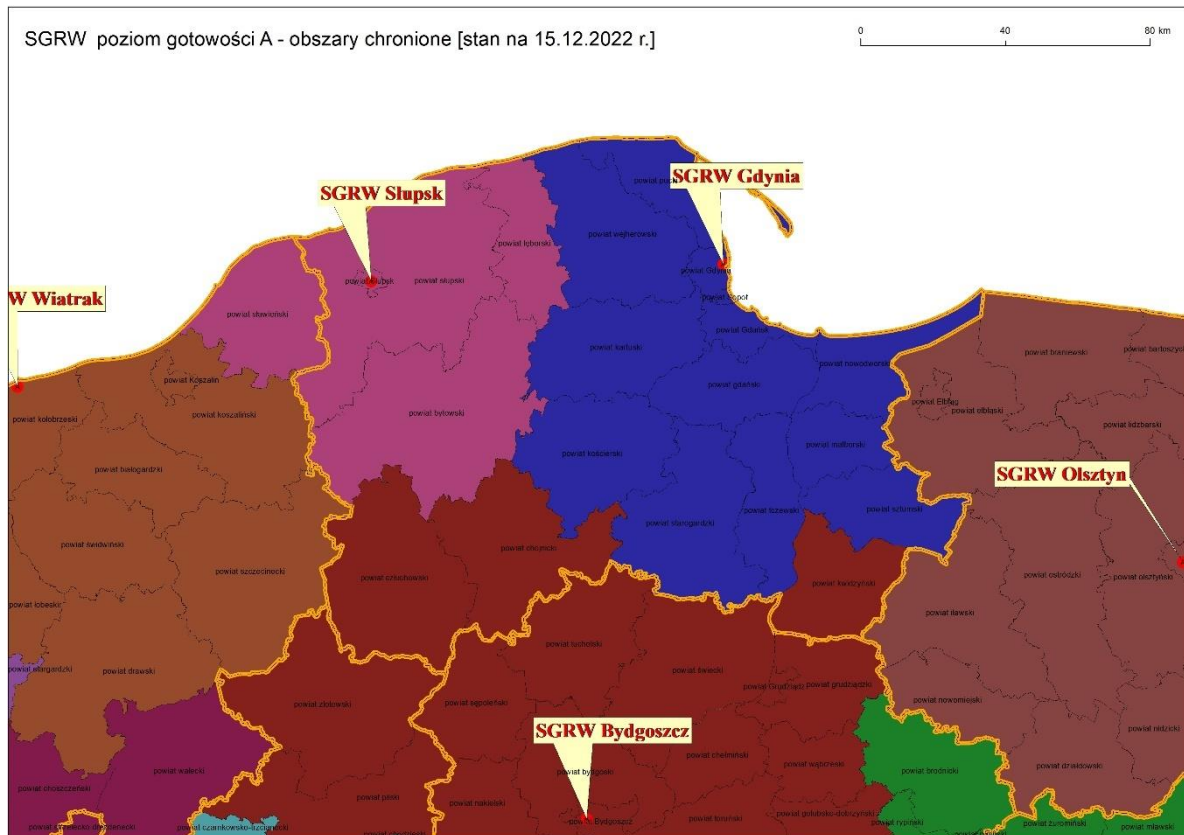 SGRW poziom gotowości A - obszary chronione [stan na 15.12.2022 r.]
0 40 80 km
SGRW Gdynia
SGRW Słupsk
powiat wejherowski
powiat lęborski
powiat Gdynia
powiat słupski
W Wiatrak
powiat sławieński
powiat Gdańsk
powiat kartuski
powiat braniewski
powiat nowodworski
powiat Koszalin
powiat gdański
powiat koszaliński
powiat Elbląg
powiat elbląski
powiat kołobrzeski
powiat bytowski
powiat lidzbarski
powiat malborski
powiat kościerski
powiat białogardzki
SGRW Olsztyn
powiat sztumski
powiat tczewski
powiat starogardzki
powiat świdwiński
powiat chojnicki
powiat szczecinecki
powiat człuchowski
powiat kwidzyński
powiat ostródzki
powiat olsztyński
powiat łobeski
powiat iławski
powiat tucholski
powiat drawski
powiat świecki
powiat Grudziądz
powiat grudziądzki
powiat złotowski
powiat sępoleński
powiat nowomiejski
powiat nidzicki
SGRW Bydgoszcz
powiat chełmiński
powiat wąbrzeski
powiat działdowski
powiat wałecki
powiat bydgoski
powiat brodnicki
powiat choszczeński
powiat pilski
powiat nakielski
powiat golubsko-dobrzyński
powiat toruński
powiat Bydgoszcz
powiat rypiński
powiat żuromiński
powiat mławski
powiat czarnkowsko-trzcianecki